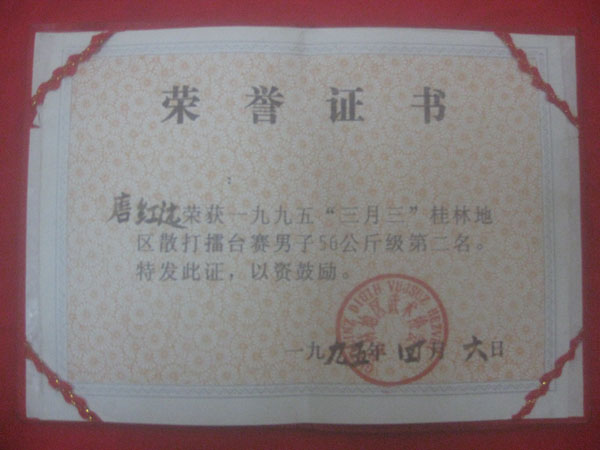 荣誉证书
唐红达荣获一九九五“三月三”桂林地
区散打擂台赛男子56公斤级第二名。
特发此证，以资鼓励。
一九九五年 四月 六日